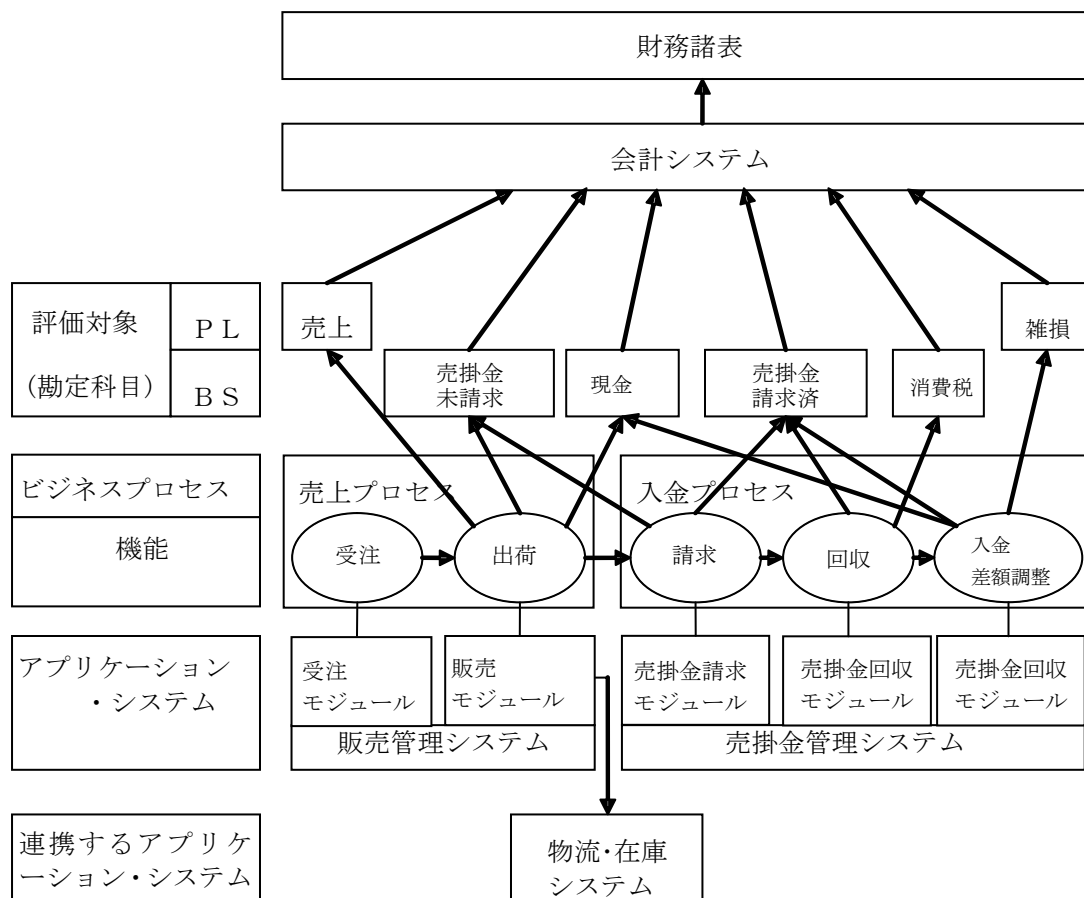 財務諸表
会計システム
評価対象
(勘定科目)
ＰＬ
ＢＳ
売上
雑損
売掛金
未請求
現金
売掛金
請求済
消費税
ビジネスプロセス
売上プロセス
入金プロセス
機能
受注
出荷
請求
回収
入金
差額調整
アプリケーション
・システム
受注
モジュール
販売
モジュール
売掛金請求
モジュール
売掛金回収
モジュール
売掛金回収
モジュール
販売管理システム
売掛金管理システム
連携するアプリケ
ーション・システム
物流・在庫
システム